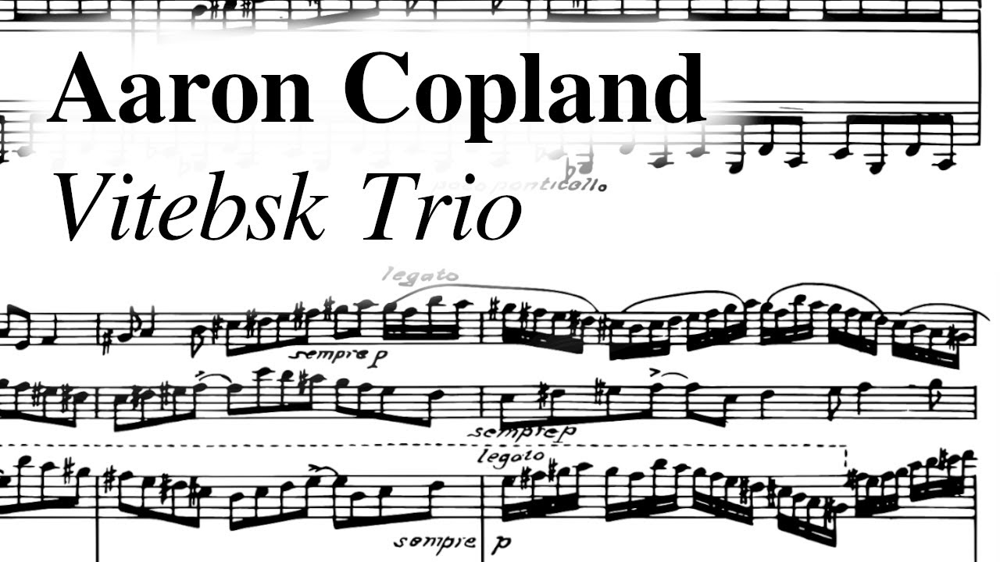 Aaron Copland
Vitebsk Trio
poco ponticello
legato
sempre p
sempre p
legato
sempre p